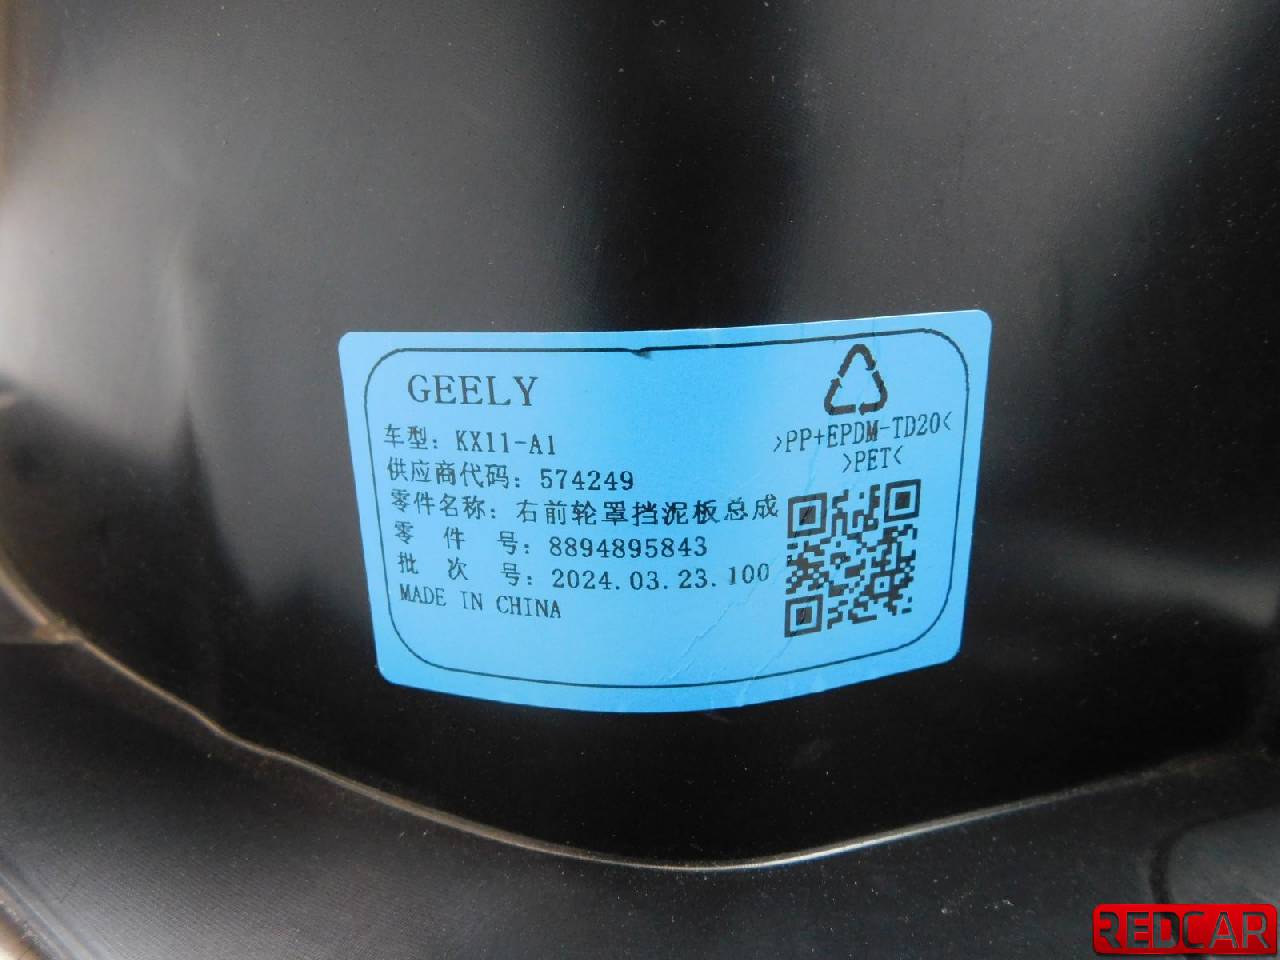 GEELY
车型: KX11-A1
供应商代码: 574249
零件名称: 右前轮罩挡泥板总成
零 件 号: 8894895843
批 次 号: 2024.03.23.100
MADE IN CHINA
>PP+EPDM-TD20<
>PET<
REDCAR